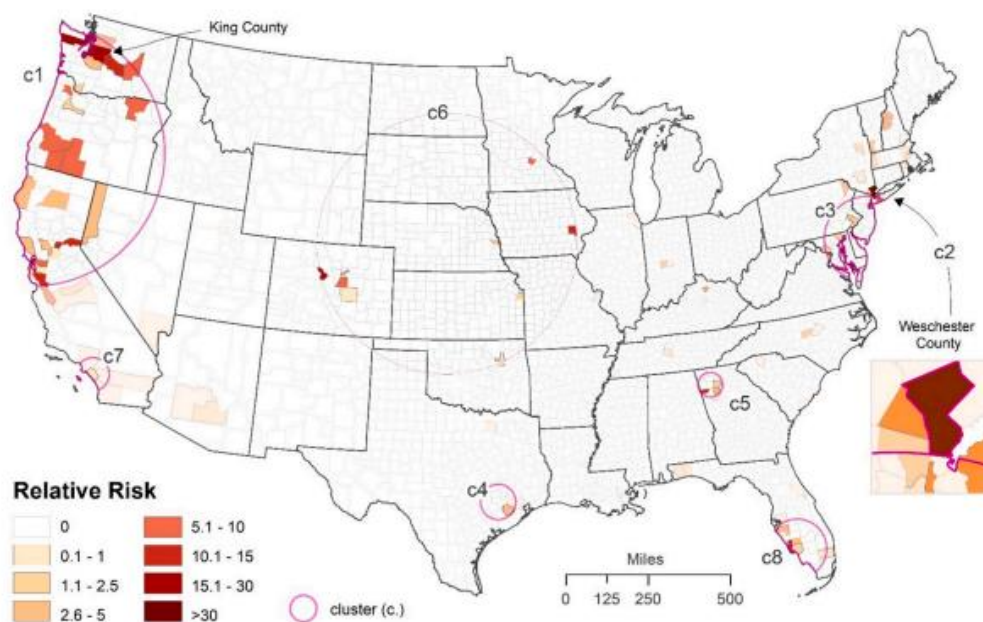 King County
c1
c6
c3
c2
Weschester
County
c7
c5
c4
c8
Relative Risk
0
0.1 - 1
1.1 - 2.5
2.6 - 5
5.1 - 10
10.1 - 15
15.1 - 30
>30
cluster (c.)
Miles
0 125 250 500